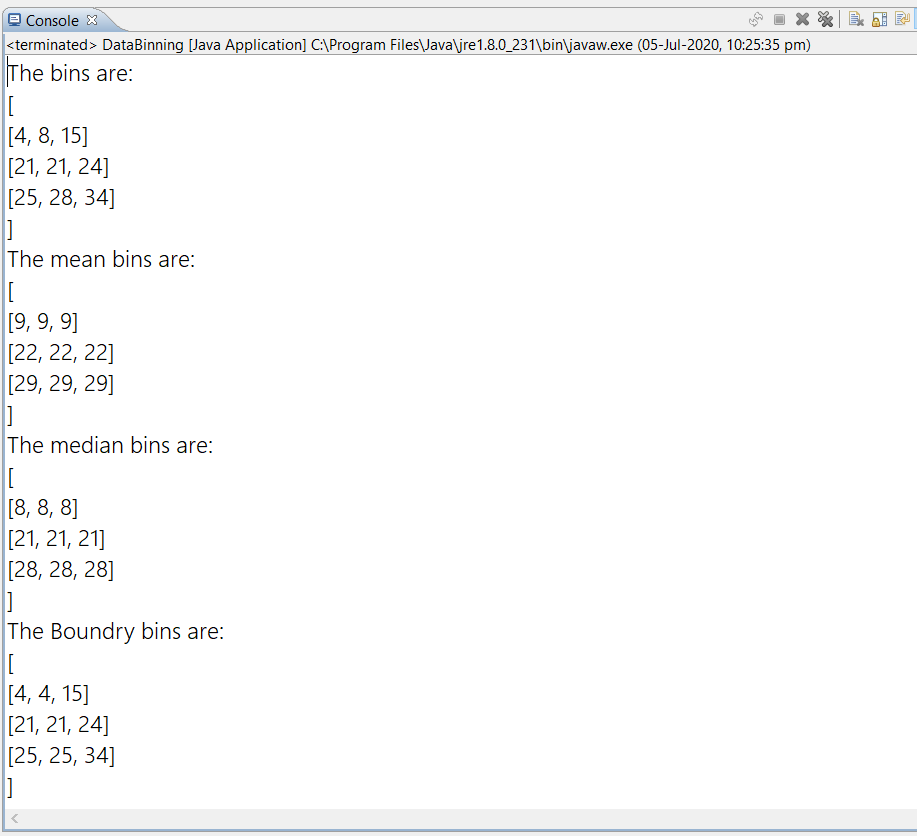 Console
<terminated> DataBinning [Java Application] C:\Program Files\Java\jre1.8.0_231\bin\javaw.exe (05-Jul-2020, 10:25:35 pm)
The bins are:
[
[4, 8, 15]
[21, 21, 24]
[25, 28, 34]
]
The mean bins are:
[
[9, 9, 9]
[22, 22, 22]
[29, 29, 29]
]
The median bins are:
[
[8, 8, 8]
[21, 21, 21]
[28, 28, 28]
]
The Boundry bins are:
[
[4, 4, 15]
[21, 21, 24]
[25, 25, 34]
]